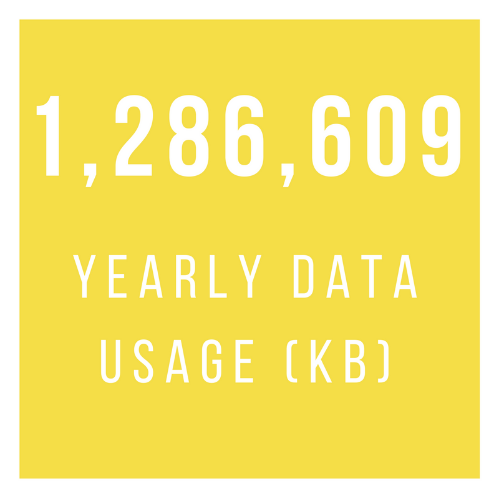 1,286,609
YEARLY DATA
USAGE (KB)